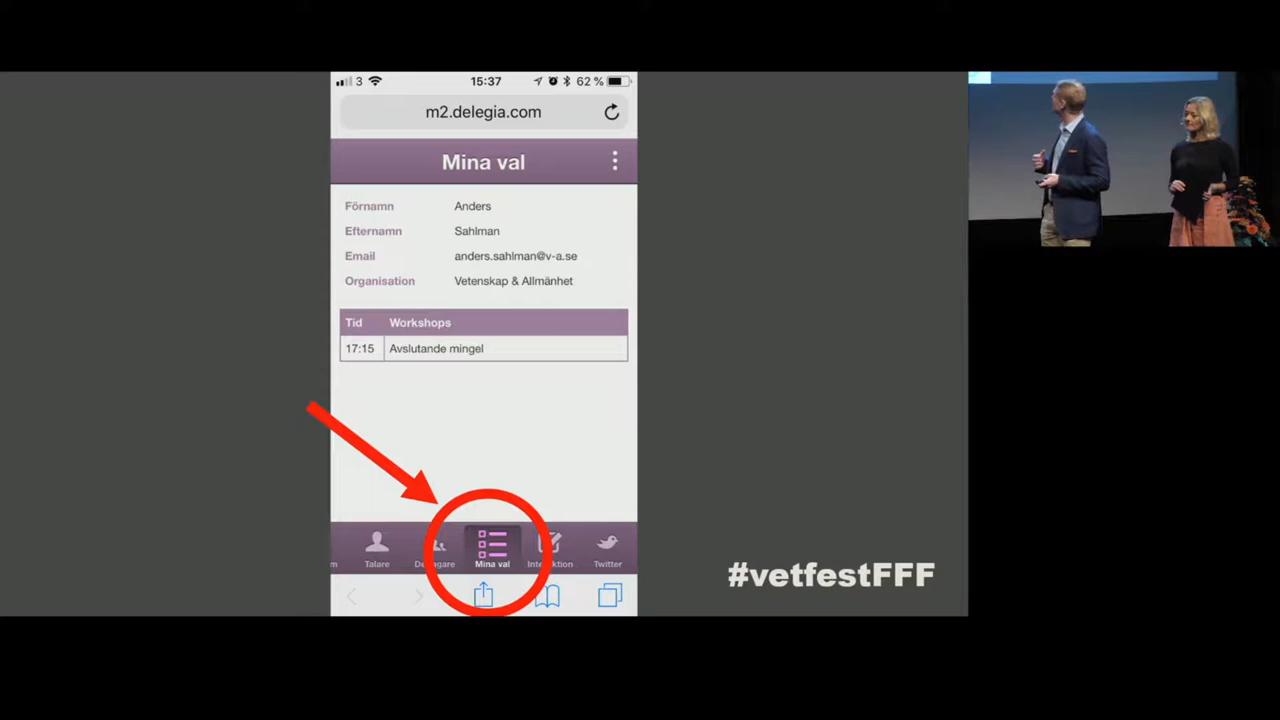 3 15:37 62 %
m2.delegia.com
Mina val
Förnamn Anders
Efternamn Sahlman
Email anders.sahlman@v-a.se
Organisation Vetenskap & Allmänhet
Tid Workshops
17:15 Avslutande mingel
Talare Mina val Twitter
#vetfestFFF